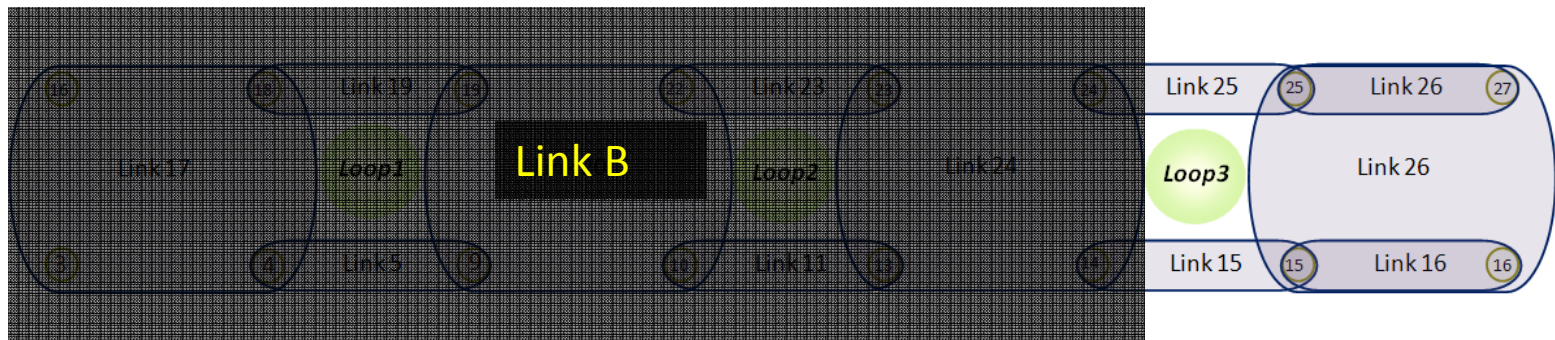 16 18 Link 19 19 22 Link 23 23 24 Link 25 25 Link 26 27
Link 17 Loop1 Link B Loop2 Link 24 Loop3 Link 26
3 4 Link 5 9 10 Link 11 13 14 Link 15 15 Link 16 16